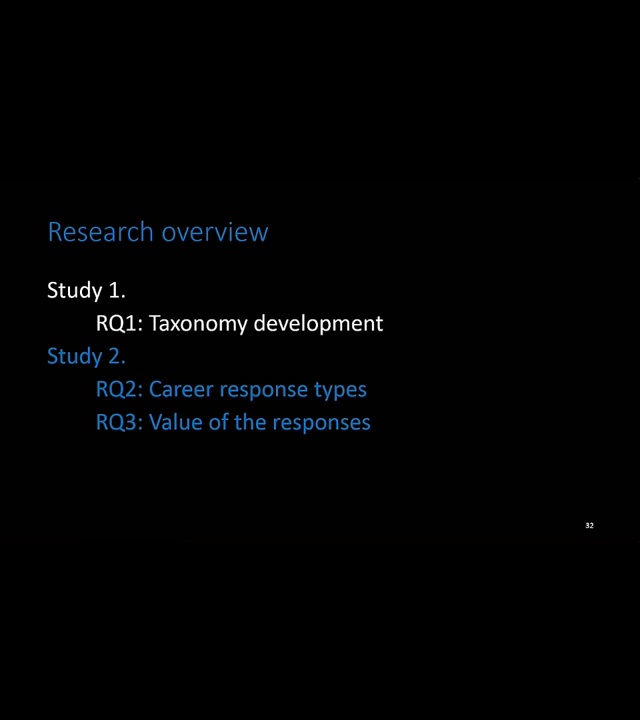 Research overview
Study 1.
RQ1: Taxonomy development
Study 2.
RQ2: Career response types
RQ3: Value of the responses
32